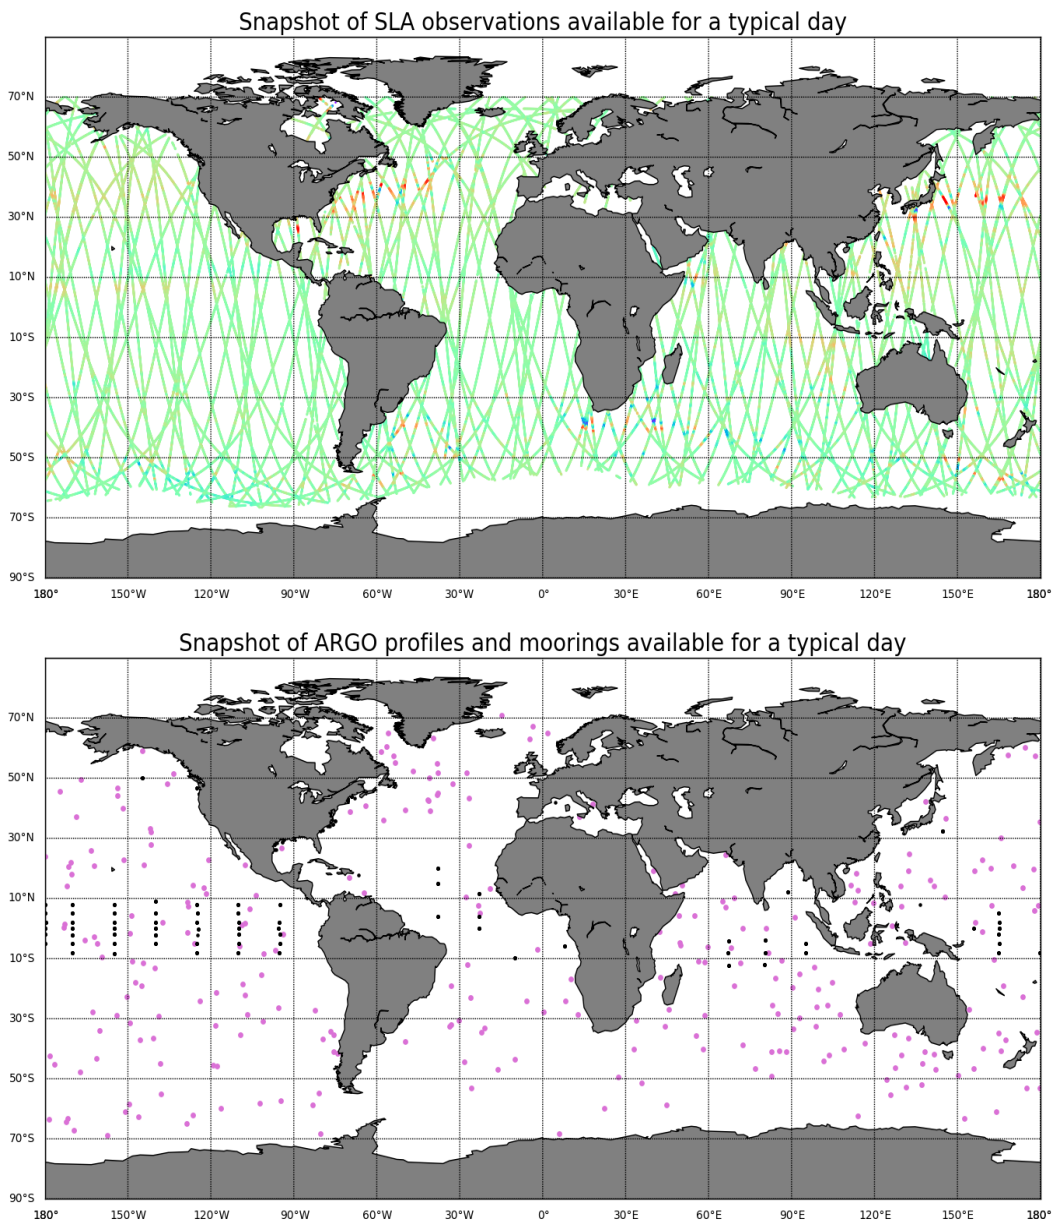 Snapshot of SLA observations available for a typical day
70°N
50°N
30°N
10°N
10°S
30°S
50°S
70°S
90°S
180° 150°W 120°W 90°W 60°W 30°W 0° 30°E 60°E 90°E 120°E 150°E 180°
Snapshot of ARGO profiles and moorings available for a typical day
70°N
50°N
30°N
10°N
10°S
30°S
50°S
70°S
90°S
180° 150°W 120°W 90°W 60°W 30°W 0° 30°E 60°E 90°E 120°E 150°E 180°